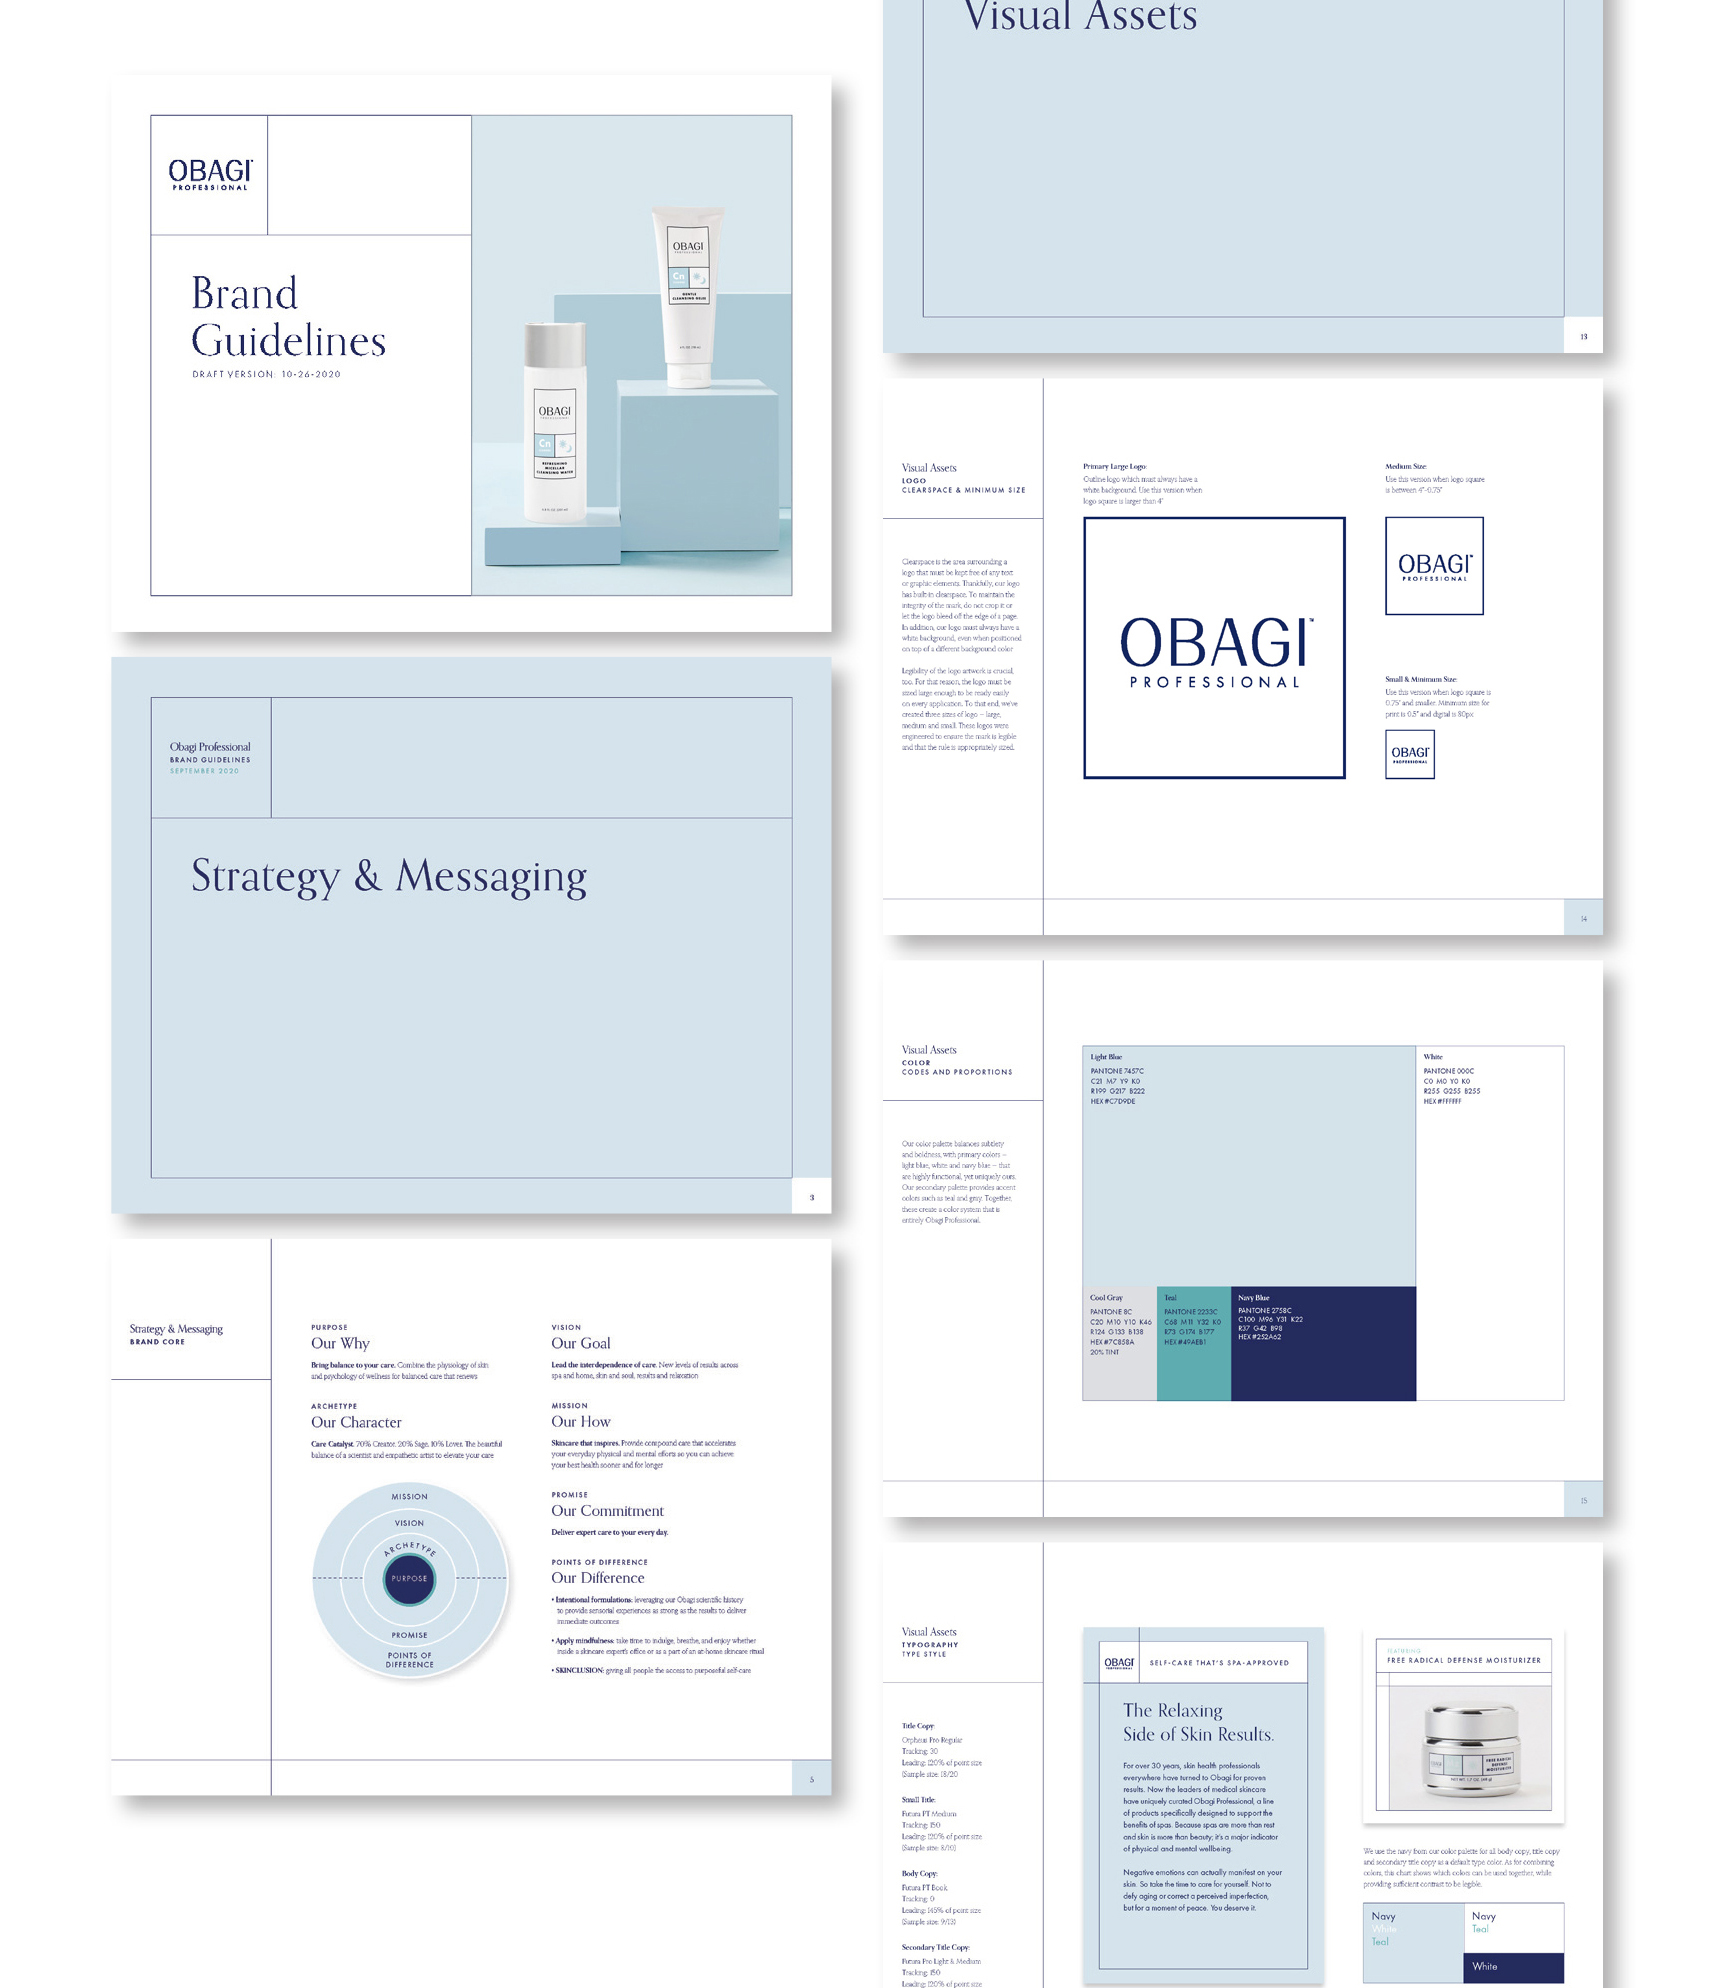 OBAGI
PROFESSIONAL
Brand
Guidelines
DRAFT VERSION: 10-26-2020
OBAGI
PROFESSIONAL
Cn
GENTLE
CLEANSING GELEE
OBAGI
PROFESSIONAL
Cn
REFRESHING
MICELLAR
CLEANSING WATER
Obagi Professional
BRAND GUIDELINES
SEPTEMBER 2020
Strategy & Messaging
3
Strategy & Messaging
BRAND CORE
PURPOSE
Our Why
Bring balance to your care. Combine the physiology of skin
and psychology of wellness for balanced care that renews
ARCHETYPE
Our Character
Care Catalyst. 70% Creator. 20% Sage. 10% Lover. The beautiful
balance of a scientist and empathetic artist to elevate your care
MISSION
VISION
ARCHETYPE
PURPOSE
PROMISE
POINTS OF
DIFFERENCE
VISION
Our Goal
Lead the interdependence of care. New levels of results across
spa and home, skin and soul, results and relaxation
MISSION
Our How
Skincare that inspires. Provide compound care that accelerates
your everyday physical and mental efforts so you can achieve
your best health sooner and for longer
PROMISE
Our Commitment
Deliver expert care to your every day.
POINTS OF DIFFERENCE
Our Difference
• Intentional formulations: leveraging our Obagi scientific history
to provide sensorial experiences as strong as the results to deliver
immediate outcomes
• Apply mindfulness: take time to indulge, breathe, and enjoy whether
inside a skincare expert's office or as a part of an at-home skincare ritual
• SKINCLUSION: giving all people the access to purposeful self-care
5
Visual Assets
13
Visual Assets
LOGO
CLEARSPACE & MINIMUM SIZE
Clearspace is the area surrounding a
logo that must be kept free of any text
or graphic elements. Thankfully, our logo
has built-in clearspace. To maintain the
integrity of the mark, do not crop it or
let the logo bleed off the edge of a page.
In addition, our logo must always have a
white background, even when positioned
on top of a different background color
Legibility of the logo artwork is crucial,
too. For that reason, the logo must be
sized large enough to be ready easily
on every application. To that end, we've
created three sizes of logo — large,
medium and small. These logos were
engineered to ensure the mark is legible
and that the rule is appropriately sized.
Primary Large Logo:
Outline logo which must always have a
white background. Use this version when
logo square is larger than 4"
OBAGI™
PROFESSIONAL
Medium Size:
Use this version when logo square
is between 4"-0.75"
OBAGI
PROFESSIONAL
Small & Minimum Size:
Use this version when logo square is
0.75" and smaller. Minimum size for
print is 0.5" and digital is 80px
OBAGI
PROFESSIONAL
14
Visual Assets
COLOR
CODES AND PROPORTIONS
Our color palette balances subtlety
and boldness, with primary colors —
light blue, white and navy blue — that
are highly functional, yet uniquely ours.
Our secondary palette provides accent
colors such as teal and gray. Together,
these create a color system that is
entirely Obagi Professional.
Light Blue
PANTONE 7457C
C21 M7 Y9 K0
R199 G217 B222
HEX #C7D9DE
White
PANTONE 000C
C0 M0 Y0 K0
R255 G255 B255
HEX #FFFFFF
Cool Gray
PANTONE 8C
C20 M10 Y10 K46
R124 G133 B138
HEX #7C858A
20% TINT
Teal
PANTONE 2233C
C68 M11 Y32 K0
R73 G174 B177
HEX #49AEB1
Navy Blue
PANTONE 2758C
C100 M96 Y31 K22
R37 G42 B98
HEX #252A62
15
Visual Assets
TYPOGRAPHY
TYPE STYLE
Title Copy:
Orpheus Pro Regular
Tracking: 30
Leading: 120% of point size
(Sample size: 18/20
Small Title:
Futura PT Medium
Tracking: 150
Leading: 120% of point size
(Sample size: 8/10)
Body Copy:
Futura PT Book
Tracking: 0
Leading: 145% of point size
(Sample size: 9/13)
Secondary Title Copy:
Futura Pro Light & Medium
Tracking: 150
Leading: 120% of point size
OBAGI
PROFESSIONAL
SELF-CARE THAT'S SPA-APPROVED
The Relaxing
Side of Skin Results.
For over 30 years, skin health professionals
everywhere have turned to Obagi for proven
results. Now the leaders of medical skincare
have uniquely curated Obagi Professional, a line
of products specifically designed to support the
benefits of spas. Because spas are more than rest
and skin is more than beauty; it's a major indicator
of physical and mental wellbeing.
Negative emotions can actually manifest on your
skin. So take the time to care for yourself. Not to
defy aging or correct a perceived imperfection,
but for a moment of peace. You deserve it.
FEATURING
FREE RADICAL DEFENSE MOISTURIZER
OBAGI
FREE RADICAL
DEFENSE
MOISTURIZER
We use the navy from our color palette for all body copy, title copy
and secondary title copy as a default type color. As for combining
colors, this chart shows which colors can be used together, while
providing sufficient contrast to be legible.
Navy
White
Teal
Navy
Teal
White